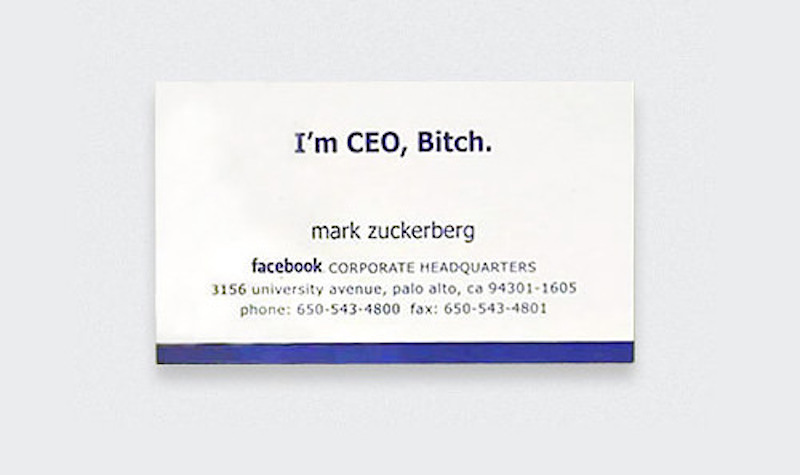 I'm CEO, Bitch.
mark zuckerberg
facebook CORPORATE HEADQUARTERS
3156 university avenue, palo alto, ca 94301-1605
phone: 650-543-4800 fax: 650-543-4801